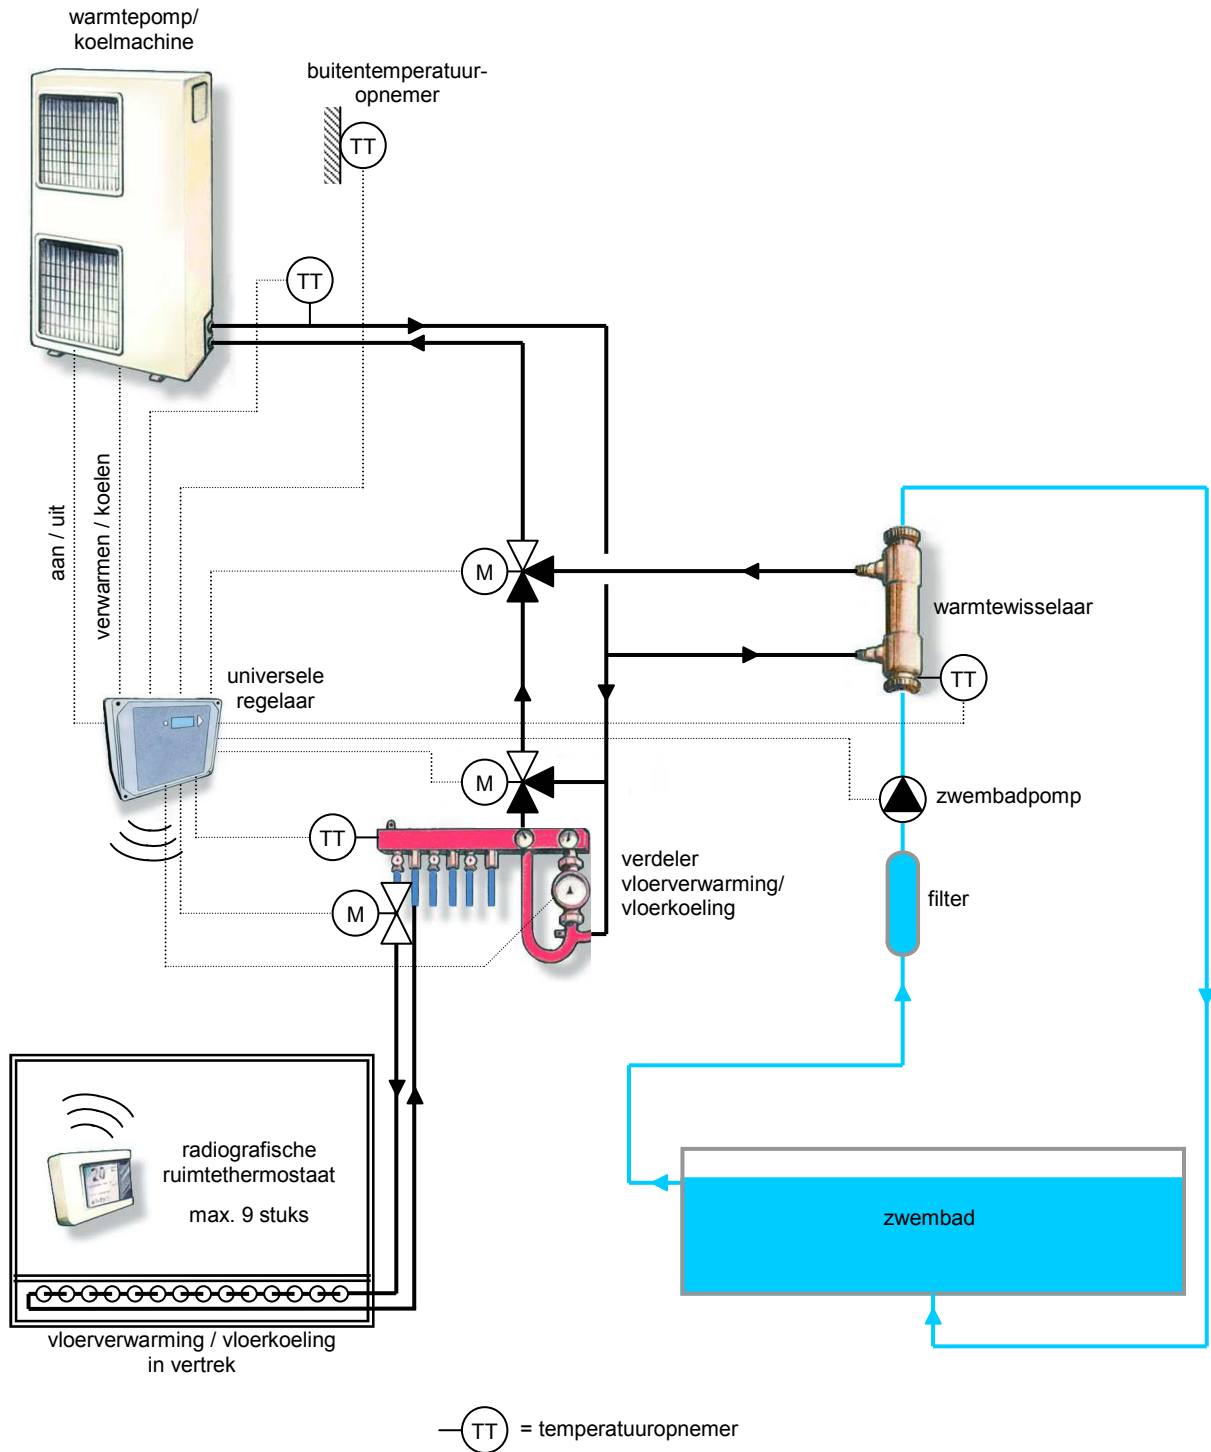 warmtepomp/
koelmachine
buitentemperatuur-
opnemer
TT
TT
aan / uit
verwarmen / koelen
M
warmtewisselaar
TT
universele
regelaar
M
zwembadpomp
TT
verdeler
vloerverwarming/
vloerkoeling
M
filter
radiografische
ruimtethermostaat
max. 9 stuks
20
zwembad
vloerverwarming / vloerkoeling
in vertrek
TT = temperatuuropnemer